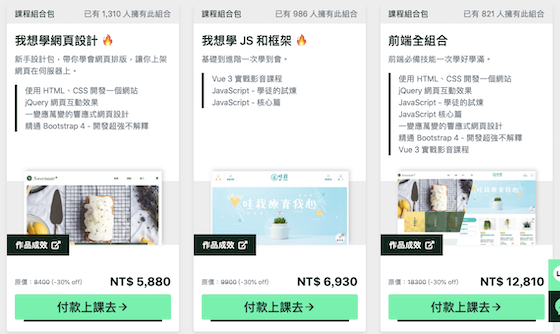 課程組合包
已有 1,310 人擁有此組合
我想學網頁設計 🔥
新手設計包，帶你學會網頁排版，讓你上架
網頁在伺服器上。
使用 HTML、CSS 開發一個網站
jQuery 網頁互動效果
一變應萬變的響應式網頁設計
精通 Bootstrap 4 - 開發超強不解釋
作品成效
原價：8400 (-30% off)
NT$ 5,880
付款上課去→
課程組合包
已有 986 人擁有此組合
我想學 JS 和框架 🔥
基礎到進階一次學到會。
Vue 3 實戰影音課程
JavaScript - 學徒的試煉
JavaScript - 核心篇
哇我療育我心
作品成效
原價：9900 (-30% off)
NT$ 6,930
付款上課去→
課程組合包
已有 821 人擁有此組合
前端全組合
前端必備技能一次學好學滿。
使用 HTML、CSS 開發一個網站
jQuery 網頁互動效果
JavaScript - 學徒的試煉
JavaScript 核心篇
一變應萬變的響應式網頁設計
精通 Bootstrap 4 - 開發超強不解釋
Vue 3 實戰影音課程
作品成效
原價：18300 (-30% off)
NT$ 12,810
付款上課去→